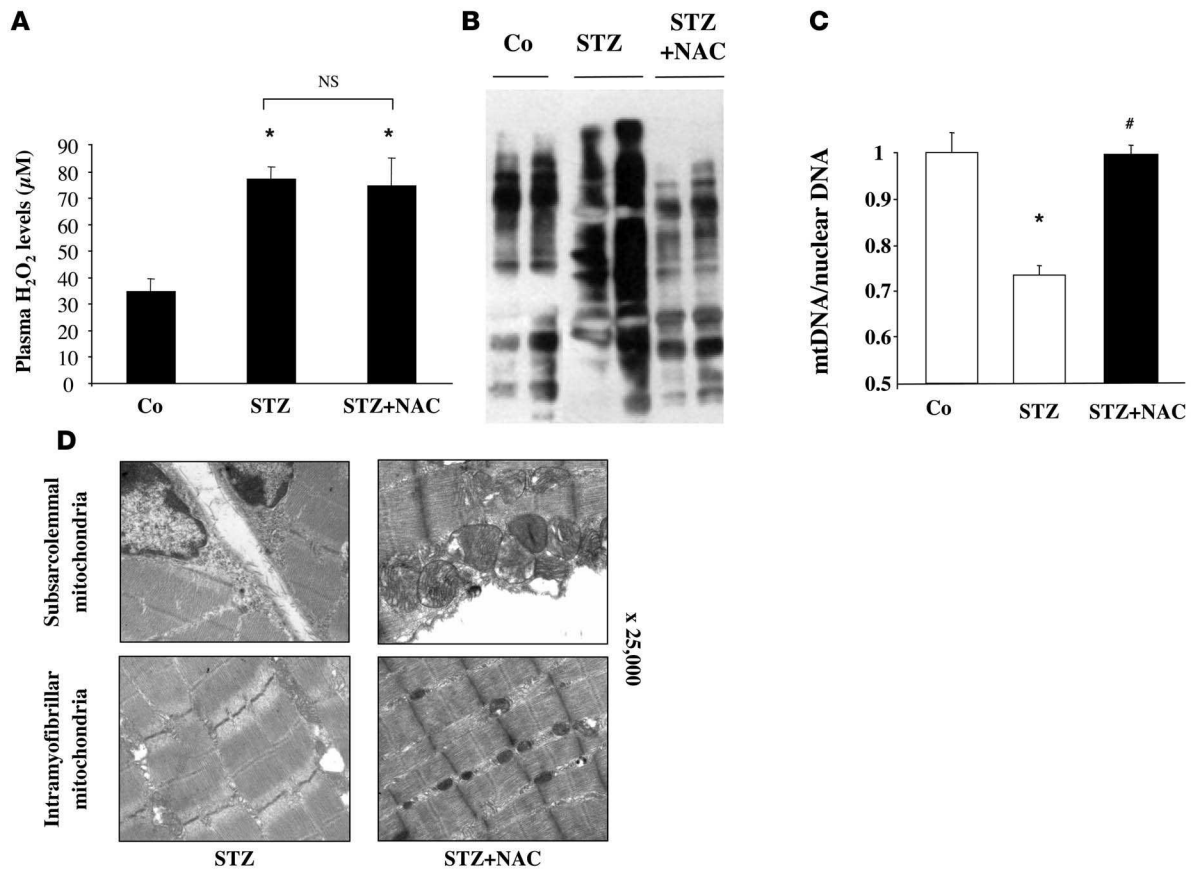 A
NS
*
*
Plasma H₂O₂ levels (µM)
90
80
70
60
50
40
30
20
10
0
Co
STZ
STZ+NAC
B
Co
STZ
STZ
+NAC
C
mtDNA/nuclear DNA
1
0.9
0.8
0.7
0.6
0.5
*
#
Co
STZ
STZ+NAC
D
Subsarcolemmal
mitochondria
Intramyofibrillar
mitochondria
x 25,000
STZ
STZ+NAC